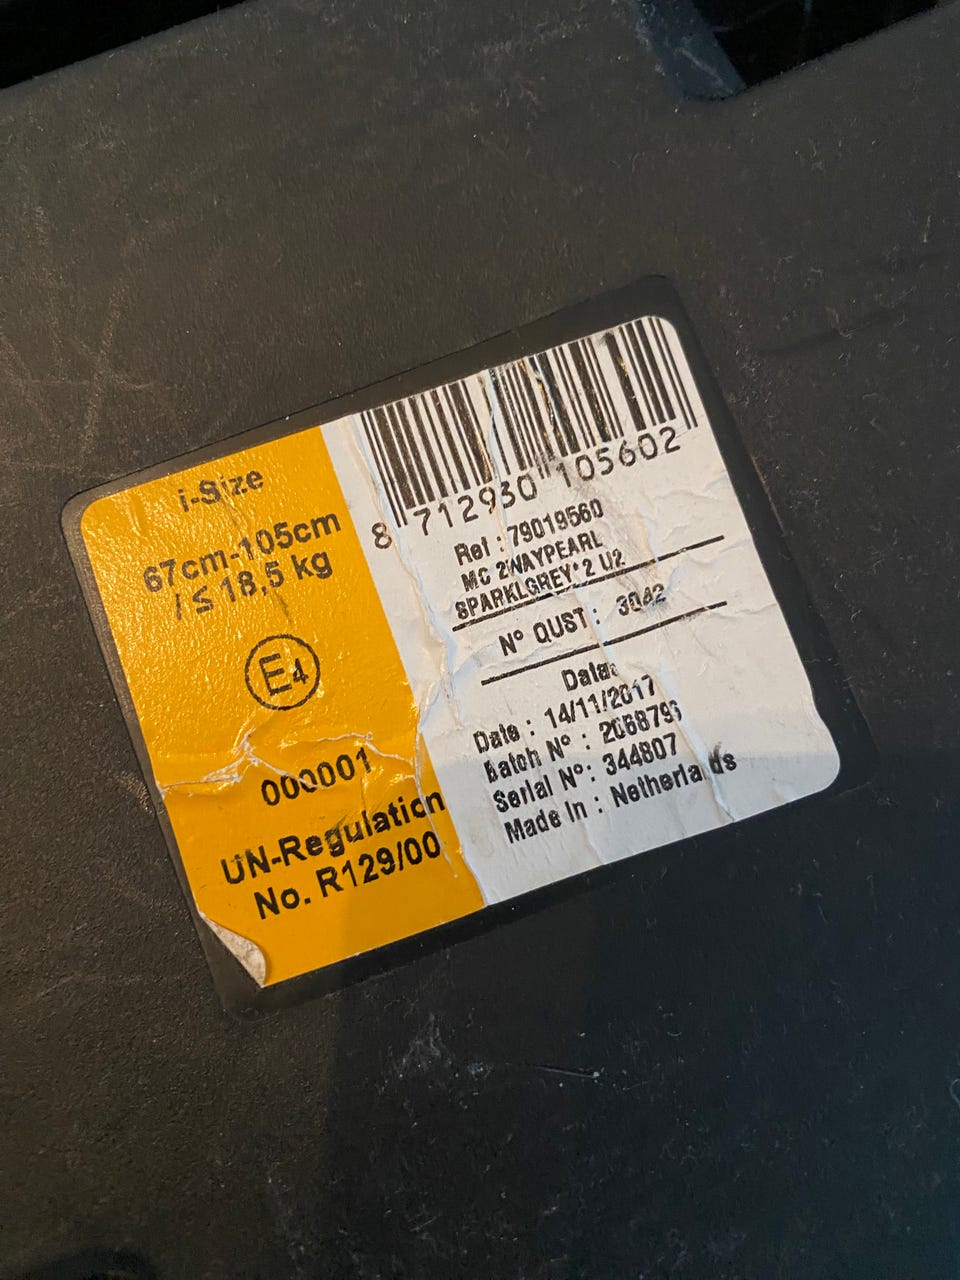 i-Size
67cm-105cm
/ ≤ 18,5 kg
E4
000001
UN-Regulation
No. R129/00
8 712930 105602
Ref : 79019560
MC 2WAYPEARL
SPARKLGREY*2 U2
N° QUST : 3042
Datas
Date : 14/11/2017
Batch N° :
Serial N° : 344807
Made In : Netherlands